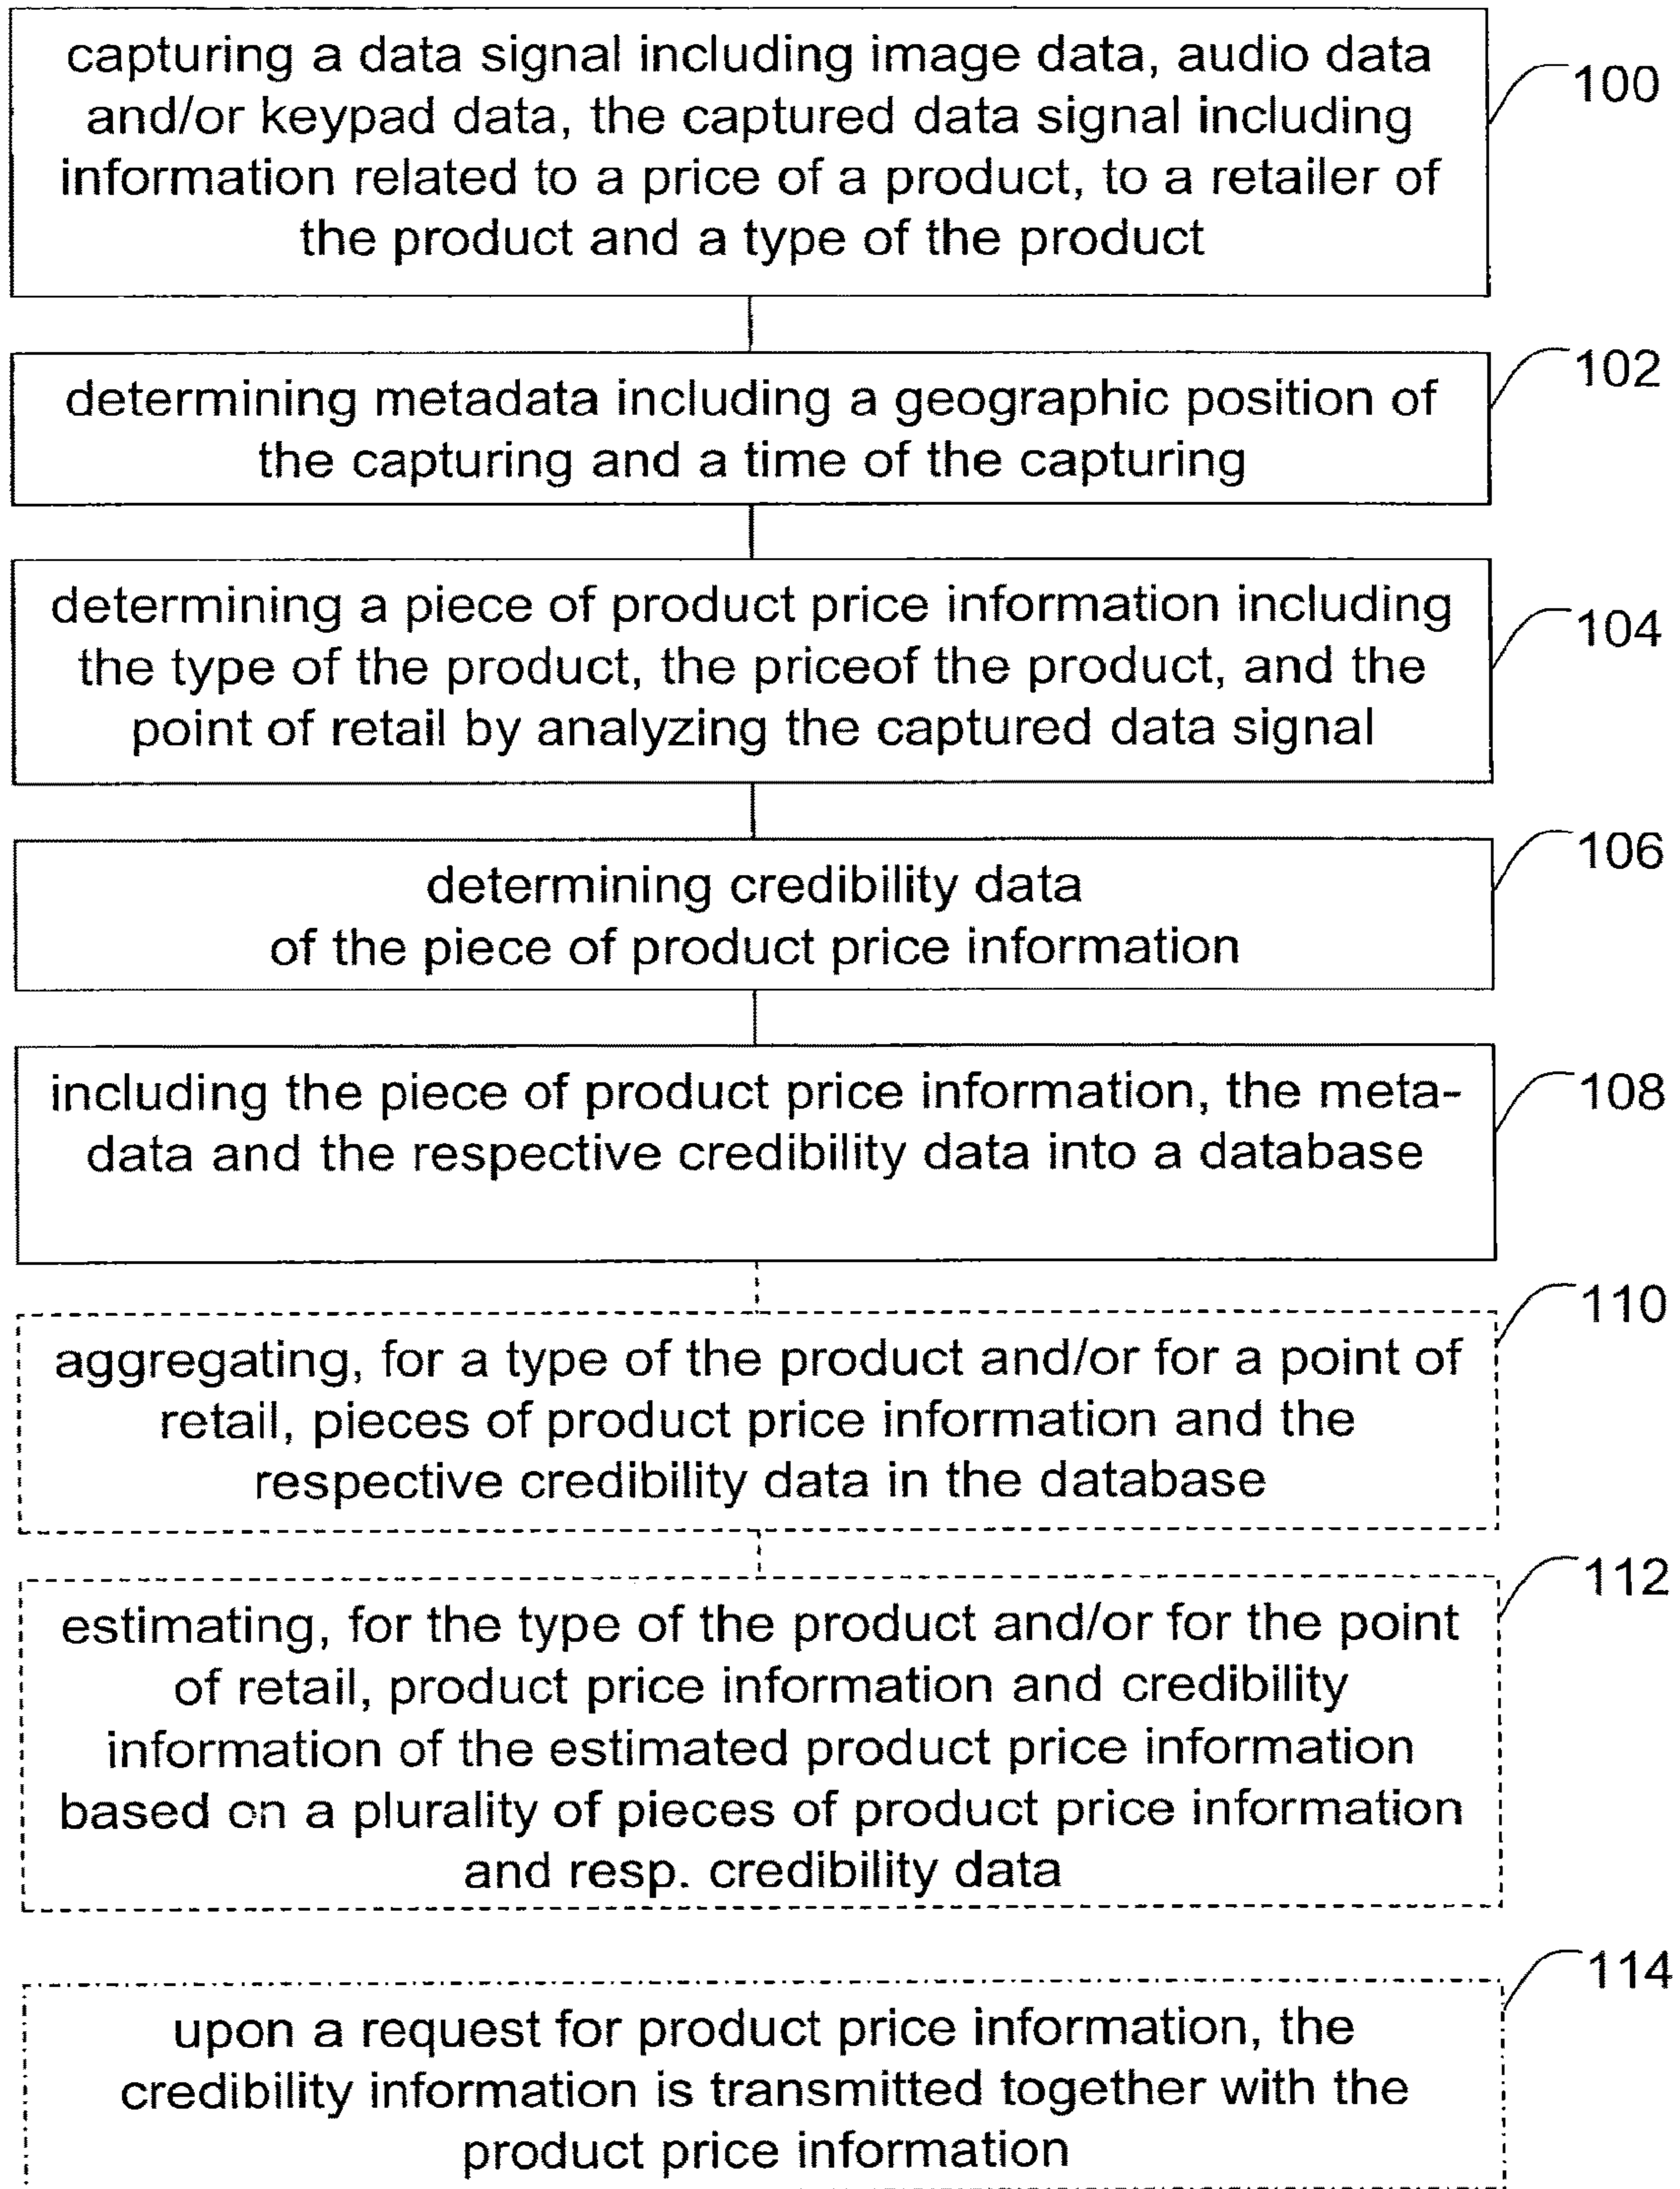 capturing a data signal including image data, audio data
and/or keypad data, the captured data signal including
information related to a price of a product, to a retailer of
the product and a type of the product
100
determining metadata including a geographic position of
the capturing and a time of the capturing
102
determining a piece of product price information including
the type of the product, the priceof the product, and the
point of retail by analyzing the captured data signal
104
determining credibility data
of the piece of product price information
106
including the piece of product price information, the meta-
data and the respective credibility data into a database
108
aggregating, for a type of the product and/or for a point of
retail, pieces of product price information and the
respective credibility data in the database
110
estimating, for the type of the product and/or for the point
of retail, product price information and credibility
information of the estimated product price information
based on a plurality of pieces of product price information
and resp. credibility data
112
upon a request for product price information, the
credibility information is transmitted together with the
product price information
114